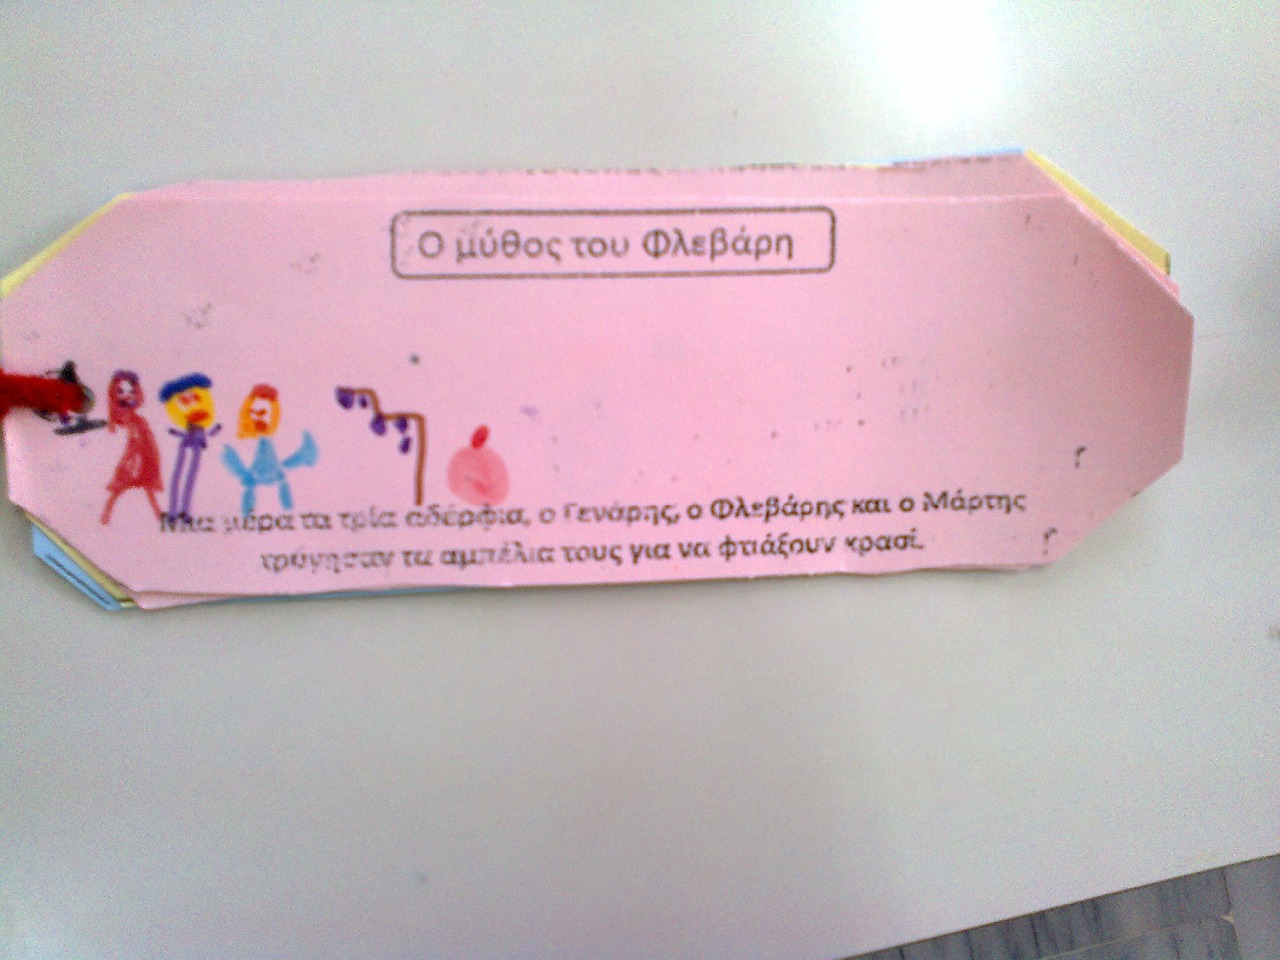 Ο μύθος του Φλεβάρη
Μια μέρα τα τρία αδέρφια, ο Γενάρης, ο Φλεβάρης και ο Μάρτης
τρύγησαν τα αμπέλια τους για να φτιάξουν κρασί.